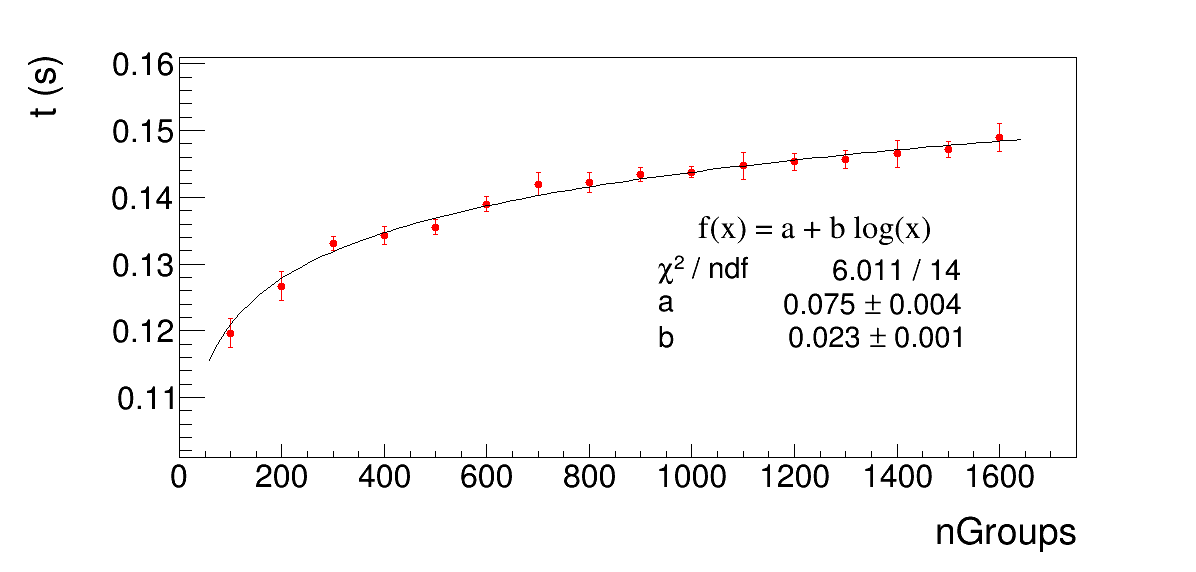 t (s)
0.16
0.15
0.14
0.13
0.12
0.11
f(x) = a + b log(x)
χ² / ndf 6.011 / 14
a 0.075 ± 0.004
b 0.023 ± 0.001
0 200 400 600 800 1000 1200 1400 1600
nGroups